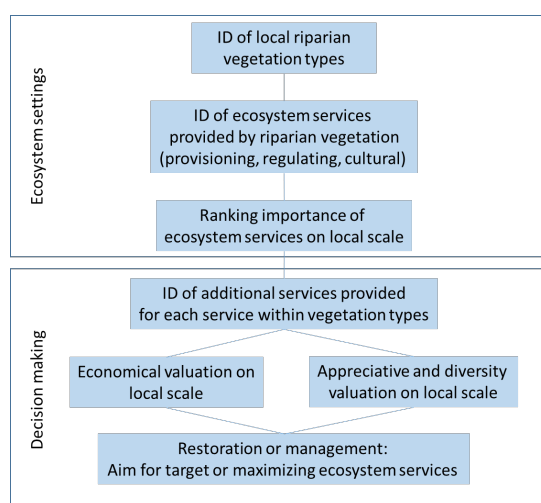 Ecosystem settings
ID of local riparian
vegetation types
ID of ecosystem services
provided by riparian vegetation
(provisioning, regulating, cultural)
Ranking importance of
ecosystem services on local scale
Decision making
ID of additional services provided
for each service within vegetation types
Economical valuation on
local scale
Appreciative and diversity
valuation on local scale
Restoration or management:
Aim for target or maximizing ecosystem services